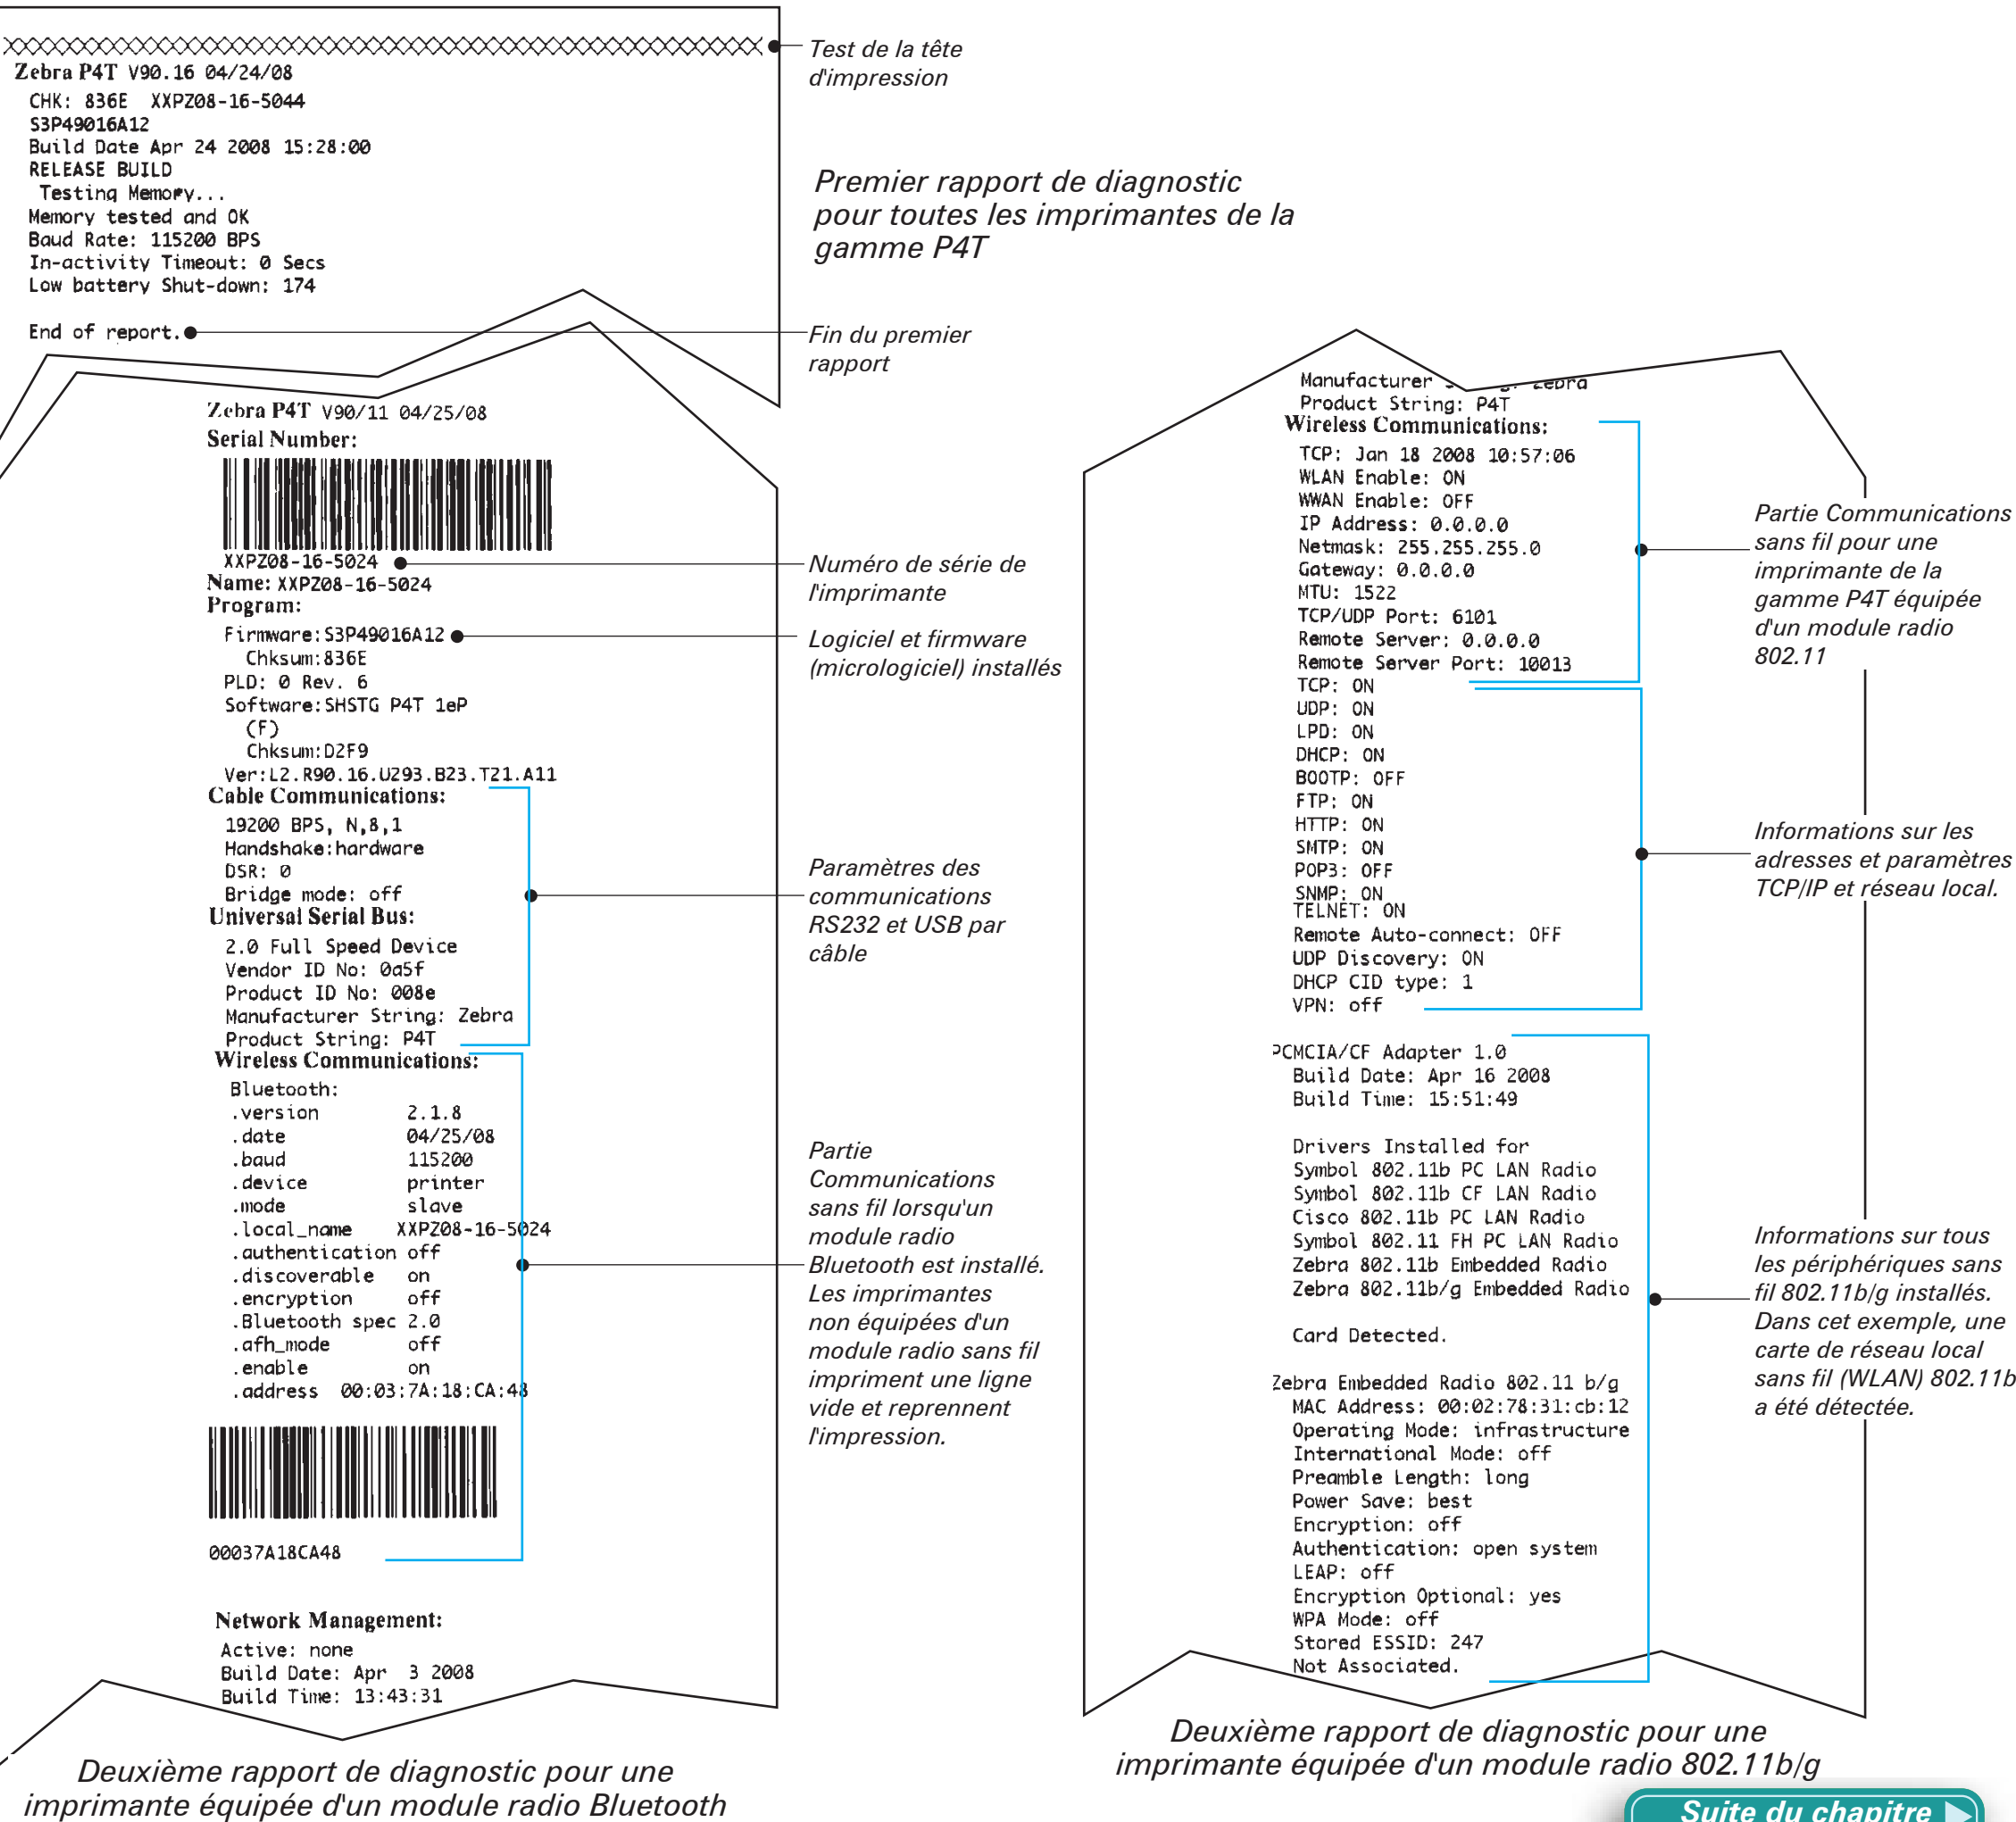 Test de la tête
d'impression
Zebra P4T V90.16 04/24/08
CHK: 836E XXPZ08-16-5044
S3P49016A12
Build Date Apr 24 2008 15:28:00
RELEASE BUILD
Testing Memory...
Memory tested and OK
Baud Rate: 115200 BPS
In-activity Timeout: 0 Secs
Low battery Shut-down: 174
End of report.
Premier rapport de diagnostic
pour toutes les imprimantes de la
gamme P4T
Fin du premier
rapport
Zebra P4T V90/11 04/25/08
Serial Number:
XXPZ08-16-5024
Name: XXPZ08-16-5024
Program:
Firmware:S3P49016A12
Chksum:836E
PLD: 0 Rev. 6
Software:SHSTG P4T 1eP
(F)
Chksum:D2F9
Ver:L2.R90.16.U293.B23.T21.A11
Cable Communications:
19200 BPS, N,8,1
Handshake:hardware
DSR: 0
Bridge mode: off
Universal Serial Bus:
2.0 Full Speed Device
Vendor ID No: 0a5f
Product ID No: 008e
Manufacturer String: Zebra
Product String: P4T
Wireless Communications:
Bluetooth:
.version 2.1.8
.date 04/25/08
.baud 115200
.device printer
.mode slave
.local_name XXPZ08-16-5024
.authentication off
.discoverable on
.encryption off
.Bluetooth spec 2.0
.afh_mode off
.enable on
.address 00:03:7A:18:CA:48
00037A18CA48
Network Management:
Active: none
Build Date: Apr 3 2008
Build Time: 13:43:31
Numéro de série de
l'imprimante
Logiciel et firmware
(micrologiciel) installés
Paramètres des
communications
RS232 et USB par
câble
Partie
Communications
sans fil lorsqu'un
module radio
Bluetooth est installé.
Les imprimantes
non équipées d'un
module radio sans fil
impriment une ligne
vide et reprennent
l'impression.
Deuxième rapport de diagnostic pour une
imprimante équipée d'un module radio Bluetooth
Manufacturer Zebra
Product String: P4T
Wireless Communications:
TCP: Jan 18 2008 10:57:06
WLAN Enable: ON
WWAN Enable: OFF
IP Address: 0.0.0.0
Netmask: 255.255.255.0
Gateway: 0.0.0.0
MTU: 1522
TCP/UDP Port: 6101
Remote Server: 0.0.0.0
Remote Server Port: 10013
TCP: ON
UDP: ON
LPD: ON
DHCP: ON
BOOTP: OFF
FTP: ON
HTTP: ON
SMTP: ON
POP3: OFF
SNMP: ON
TELNET: ON
Remote Auto-connect: OFF
UDP Discovery: ON
DHCP CID type: 1
VPN: off
PCMCIA/CF Adapter 1.0
Build Date: Apr 16 2008
Build Time: 15:51:49
Drivers Installed for
Symbol 802.11b PC LAN Radio
Symbol 802.11b CF LAN Radio
Cisco 802.11b PC LAN Radio
Symbol 802.11 FH PC LAN Radio
Zebra 802.11b Embedded Radio
Zebra 802.11b/g Embedded Radio
Card Detected.
Zebra Embedded Radio 802.11 b/g
MAC Address: 00:02:78:31:cb:12
Operating Mode: infrastructure
International Mode: off
Preamble Length: long
Power Save: best
Encryption: off
Authentication: open system
LEAP: off
Encryption Optional: yes
WPA Mode: off
Stored ESSID: 247
Not Associated.
Partie Communications
sans fil pour une
imprimante de la
gamme P4T équipée
d'un module radio
802.11
Informations sur les
adresses et paramètres
TCP/IP et réseau local.
Informations sur tous
les périphériques sans
fil 802.11b/g installés.
Dans cet exemple, une
carte de réseau local
sans fil (WLAN) 802.11b
a été détectée.
Deuxième rapport de diagnostic pour une
imprimante équipée d'un module radio 802.11b/g
Suite du chapitre